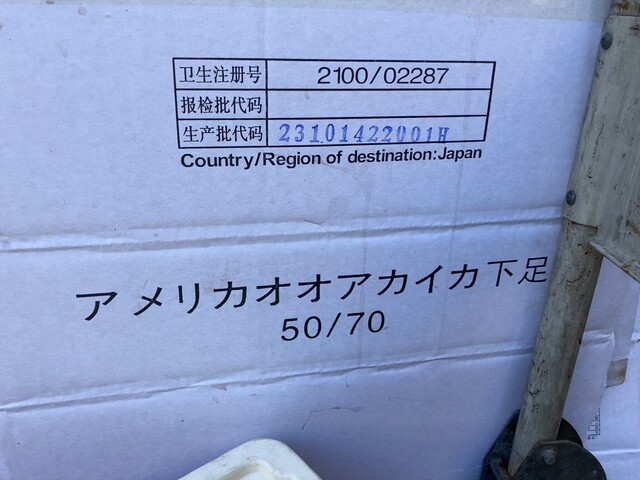 卫生注册号 2100/02287
报检批代码
生产批代码 23101422001H
Country/Region of destination:Japan
アメリカオオアカイカ下足
50/70